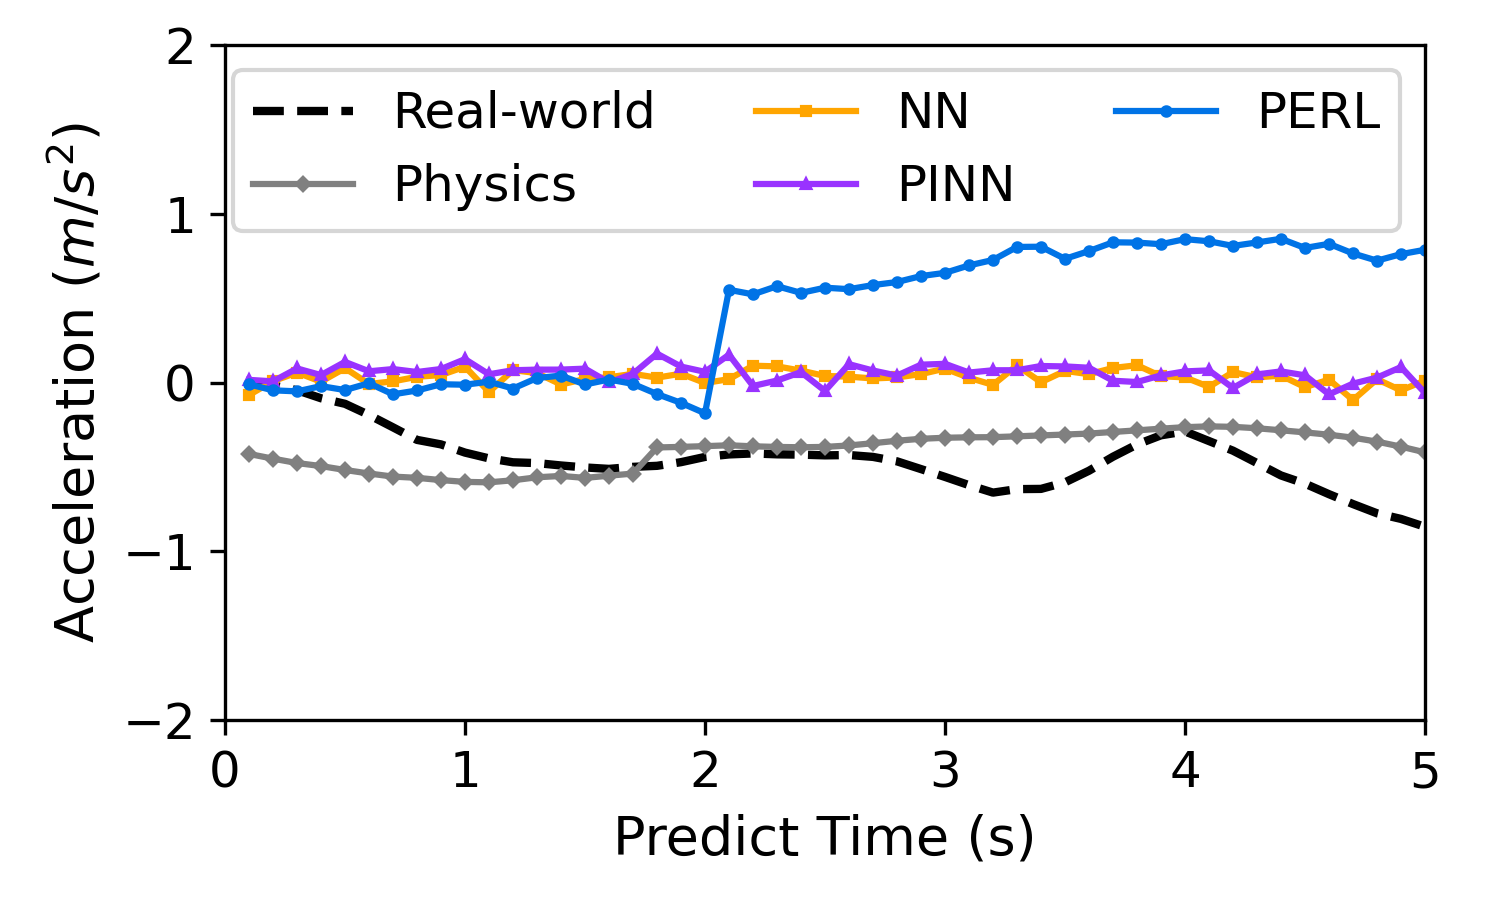 Acceleration (m/s²)
2
1
0
−1
−2
Real-world NN PERL
Physics PINN
0 1 2 3 4 5
Predict Time (s)